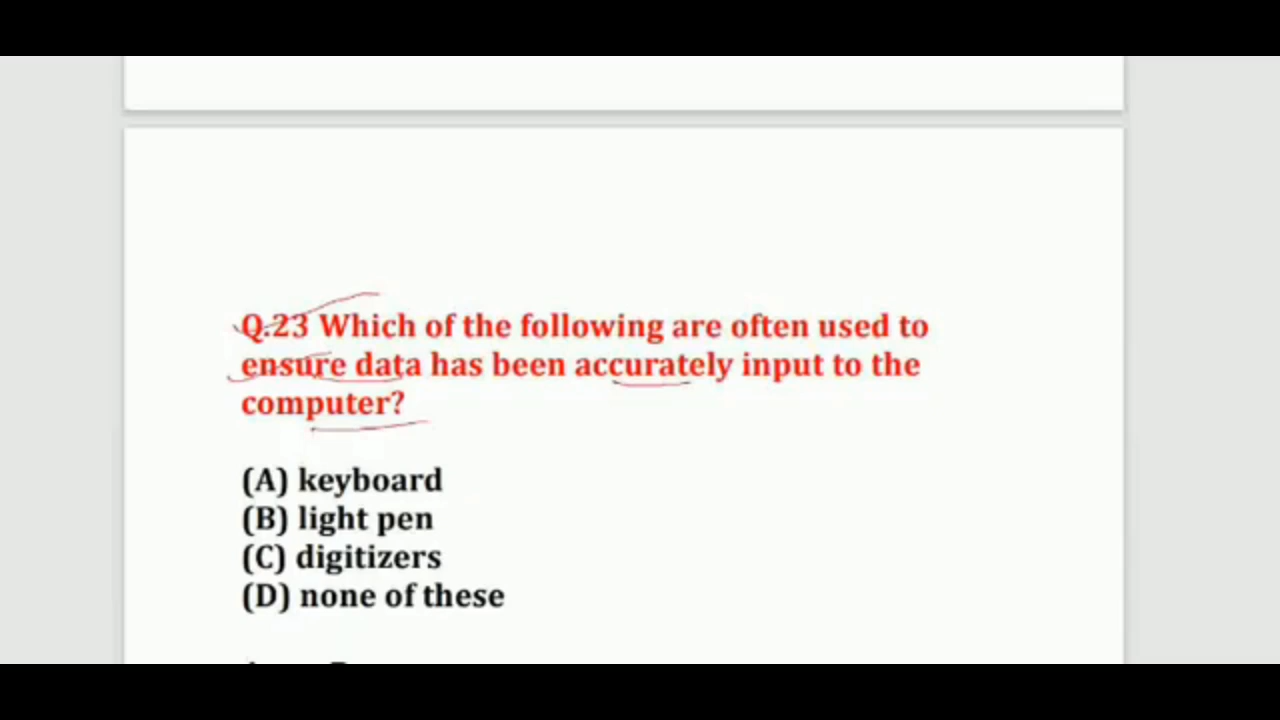 Q.23 Which of the following are often used to
ensure data has been accurately input to the
computer?
(A) keyboard
(B) light pen
(C) digitizers
(D) none of these